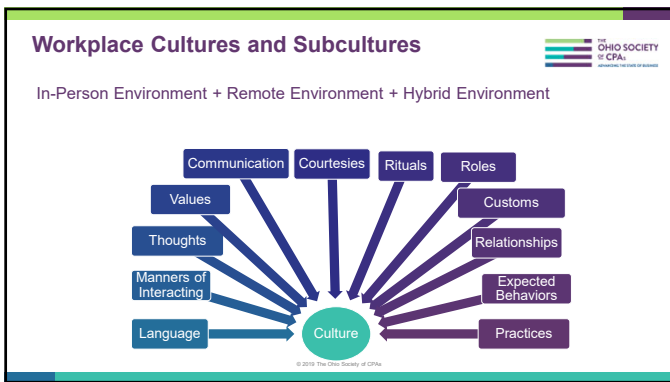 Workplace Cultures and Subcultures
THE
OHIO SOCIETY
of CPAs
ADVANCING THE STATE OF BUSINESS
In-Person Environment + Remote Environment + Hybrid Environment
Communication
Courtesies
Rituals
Roles
Values
Customs
Thoughts
Relationships
Manners of
Interacting
Expected
Behaviors
Language
Culture
Practices
© 2019 The Ohio Society of CPAs